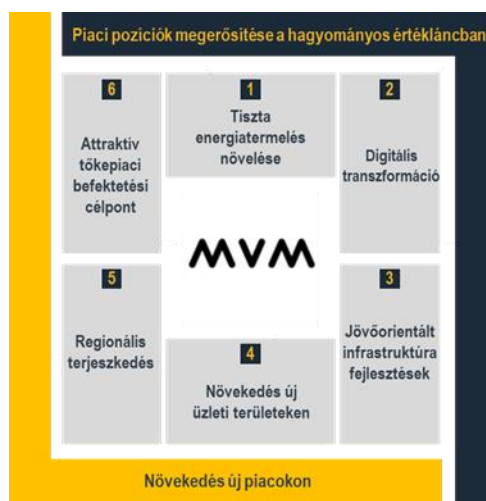 Piaci pozíciók megerősítése a hagyományos értékláncban
6
Attraktív
tőkepiaci
befektetési
célpont
1
Tiszta
energiatermelés
növelése
2
Digitális
transzformáció
MVM
5
Regionális
terjeszkedés
4
Növekedés új
üzleti területeken
3
Jövőorientált
infrastruktúra
fejlesztések
Növekedés új piacokon